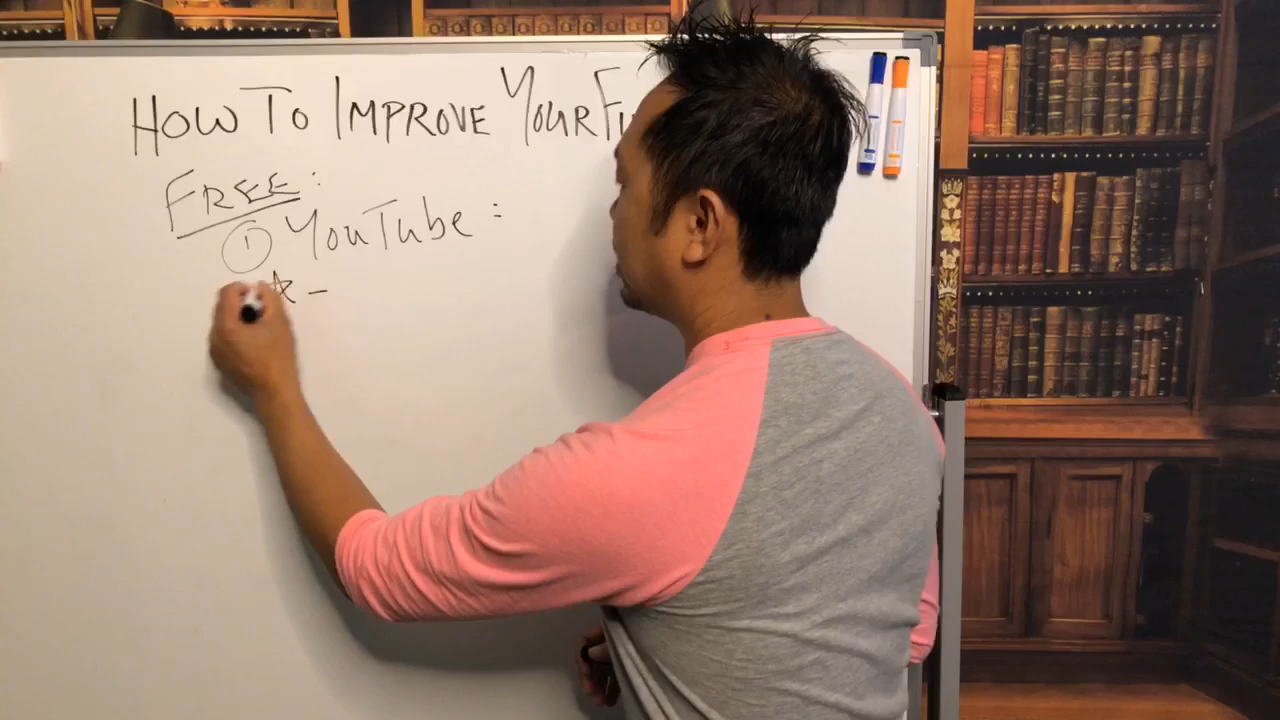 HOW TO IMPROVE YOUR
FREE:
① YOUTUBE:
☆ -